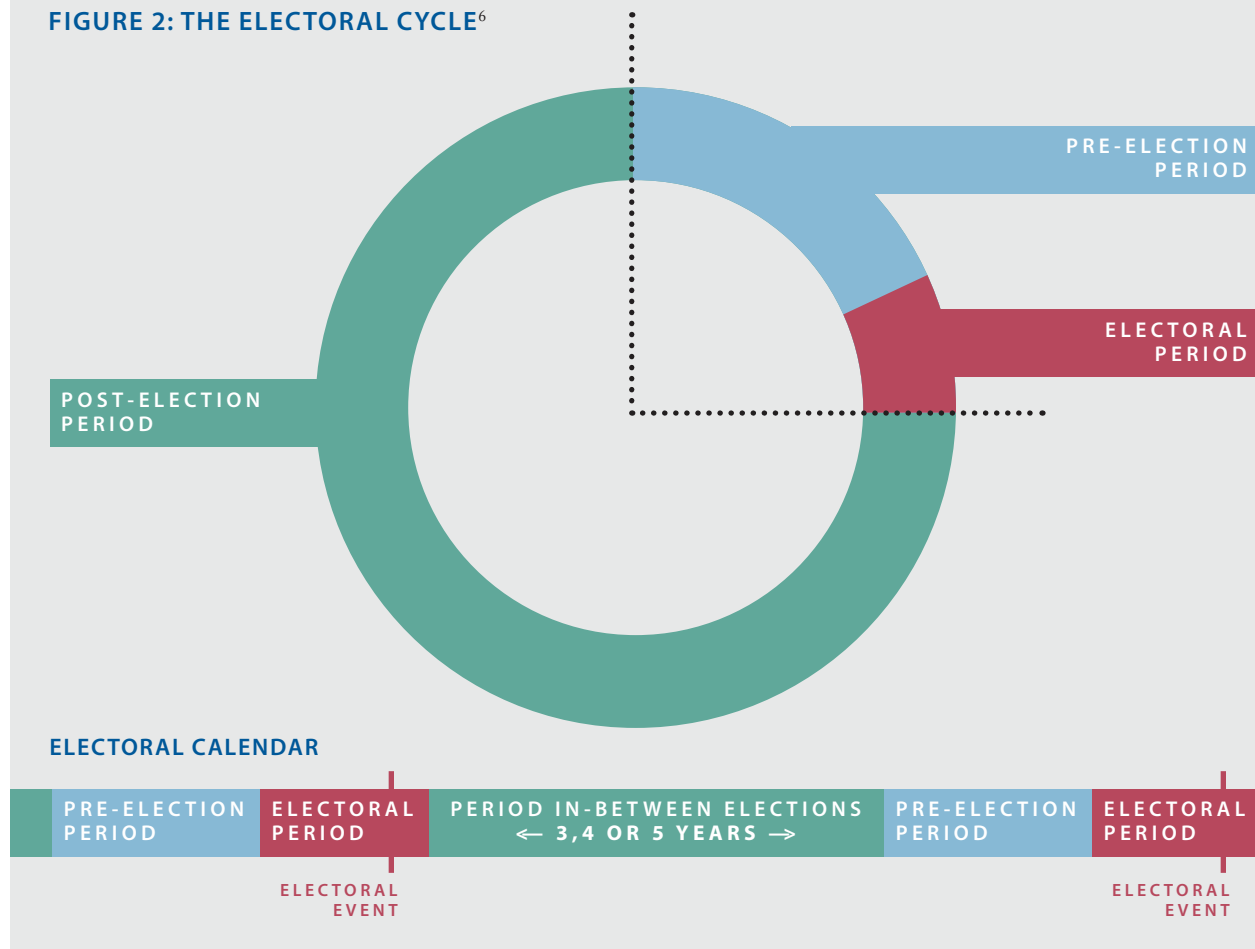 FIGURE 2: THE ELECTORAL CYCLE6
PRE-ELECTION
PERIOD
ELECTORAL
PERIOD
POST-ELECTION
PERIOD
ELECTORAL CALENDAR
PRE-ELECTION
PERIOD
ELECTORAL
PERIOD
PERIOD IN-BETWEEN ELECTIONS
← 3,4 OR 5 YEARS →
PRE-ELECTION
PERIOD
ELECTORAL
PERIOD
ELECTORAL
EVENT
ELECTORAL
EVENT